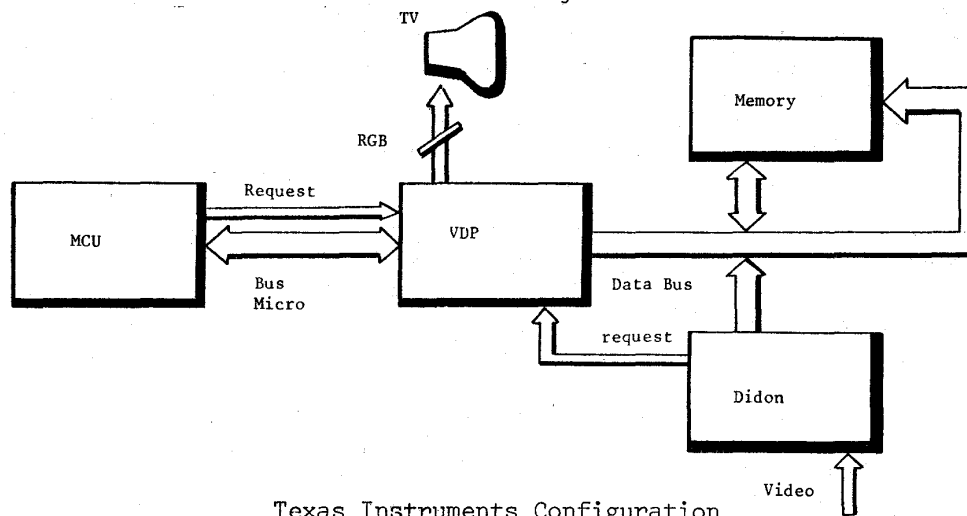 TV
Memory
RGB
Request
MCU
VDP
Bus
Micro
Data Bus
request
Didon
Video
Texas Instruments Configuration